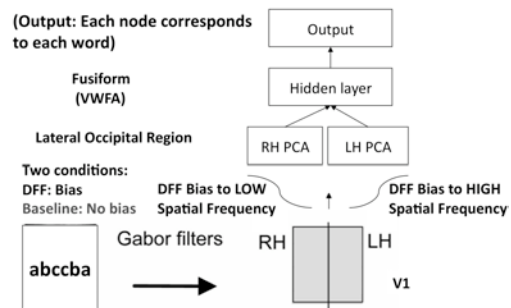 (Output: Each node corresponds
to each word)
Output
Fusiform
(VWFA)
Hidden layer
Lateral Occipital Region
RH PCA
LH PCA
Two conditions:
DFF: Bias
Baseline: No bias
DFF Bias to LOW
Spatial Frequency
DFF Bias to HIGH
Spatial Frequency
abccba
Gabor filters
RH
LH
V1